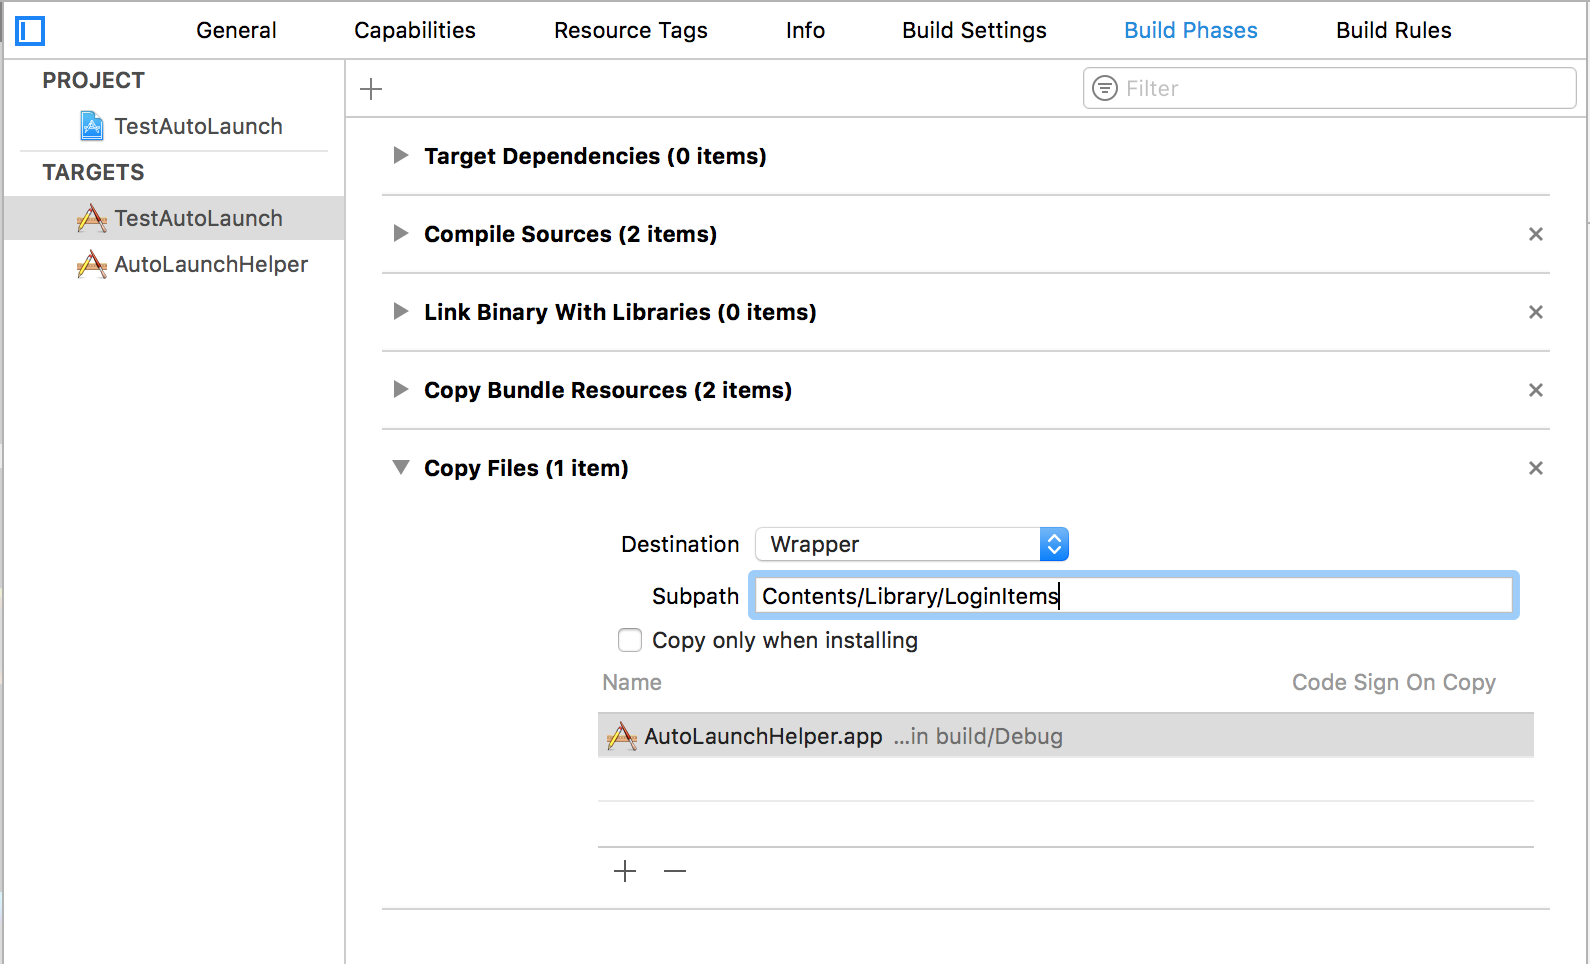 General Capabilities Resource Tags Info Build Settings Build Phases Build Rules
PROJECT
TestAutoLaunch
TARGETS
TestAutoLaunch
AutoLaunchHelper
Filter
Target Dependencies (0 items)
Compile Sources (2 items)
Link Binary With Libraries (0 items)
Copy Bundle Resources (2 items)
Copy Files (1 item)
Destination Wrapper
Subpath Contents/Library/LoginItems
Copy only when installing
Name Code Sign On Copy
AutoLaunchHelper.app ...in build/Debug